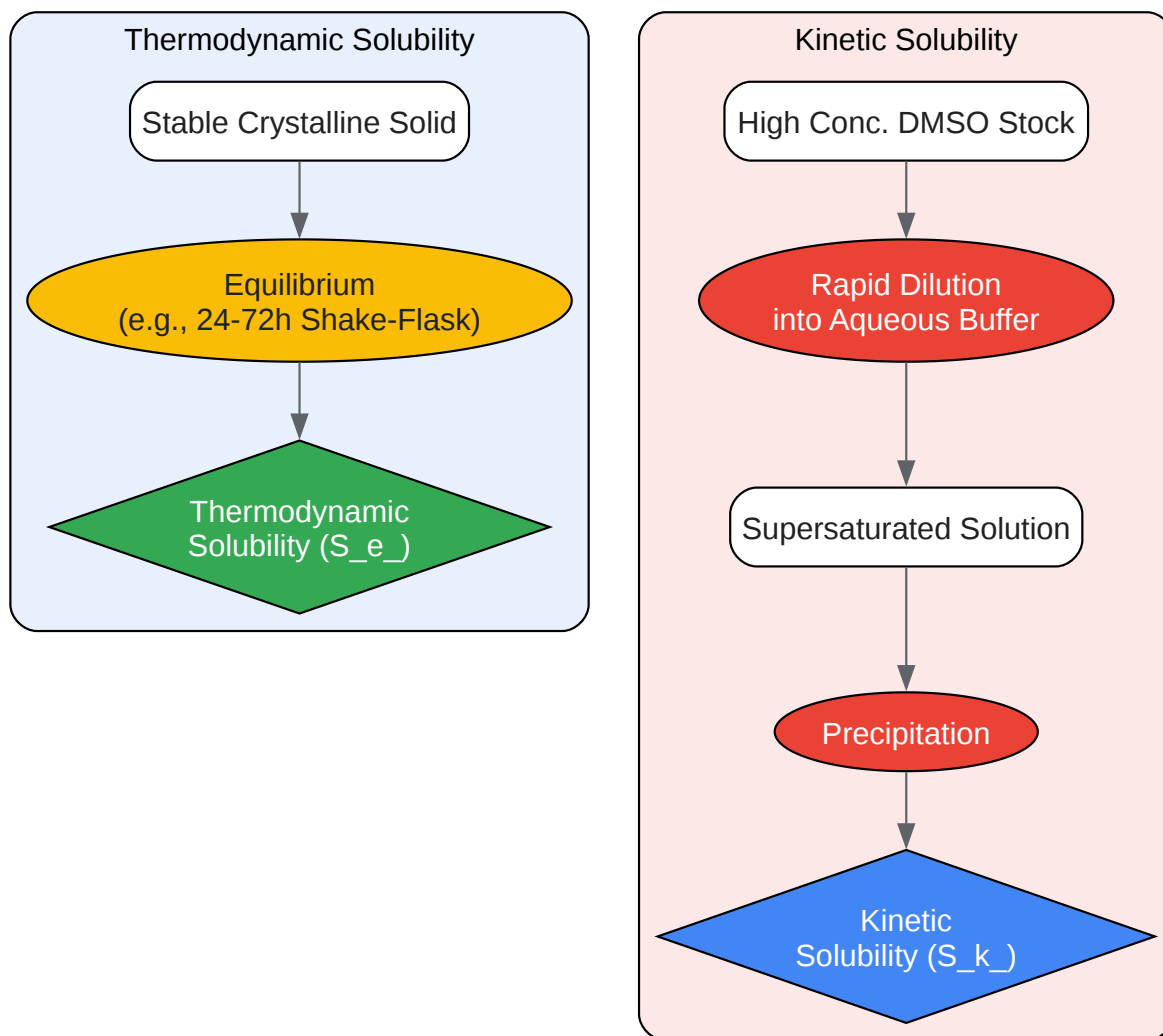 Thermodynamic Solubility
Stable Crystalline Solid
Equilibrium
(e.g., 24-72h Shake-Flask)
Thermodynamic
Solubility (S_e_)
Kinetic Solubility
High Conc. DMSO Stock
Rapid Dilution
into Aqueous Buffer
Supersaturated Solution
Precipitation
Kinetic
Solubility (S_k_)